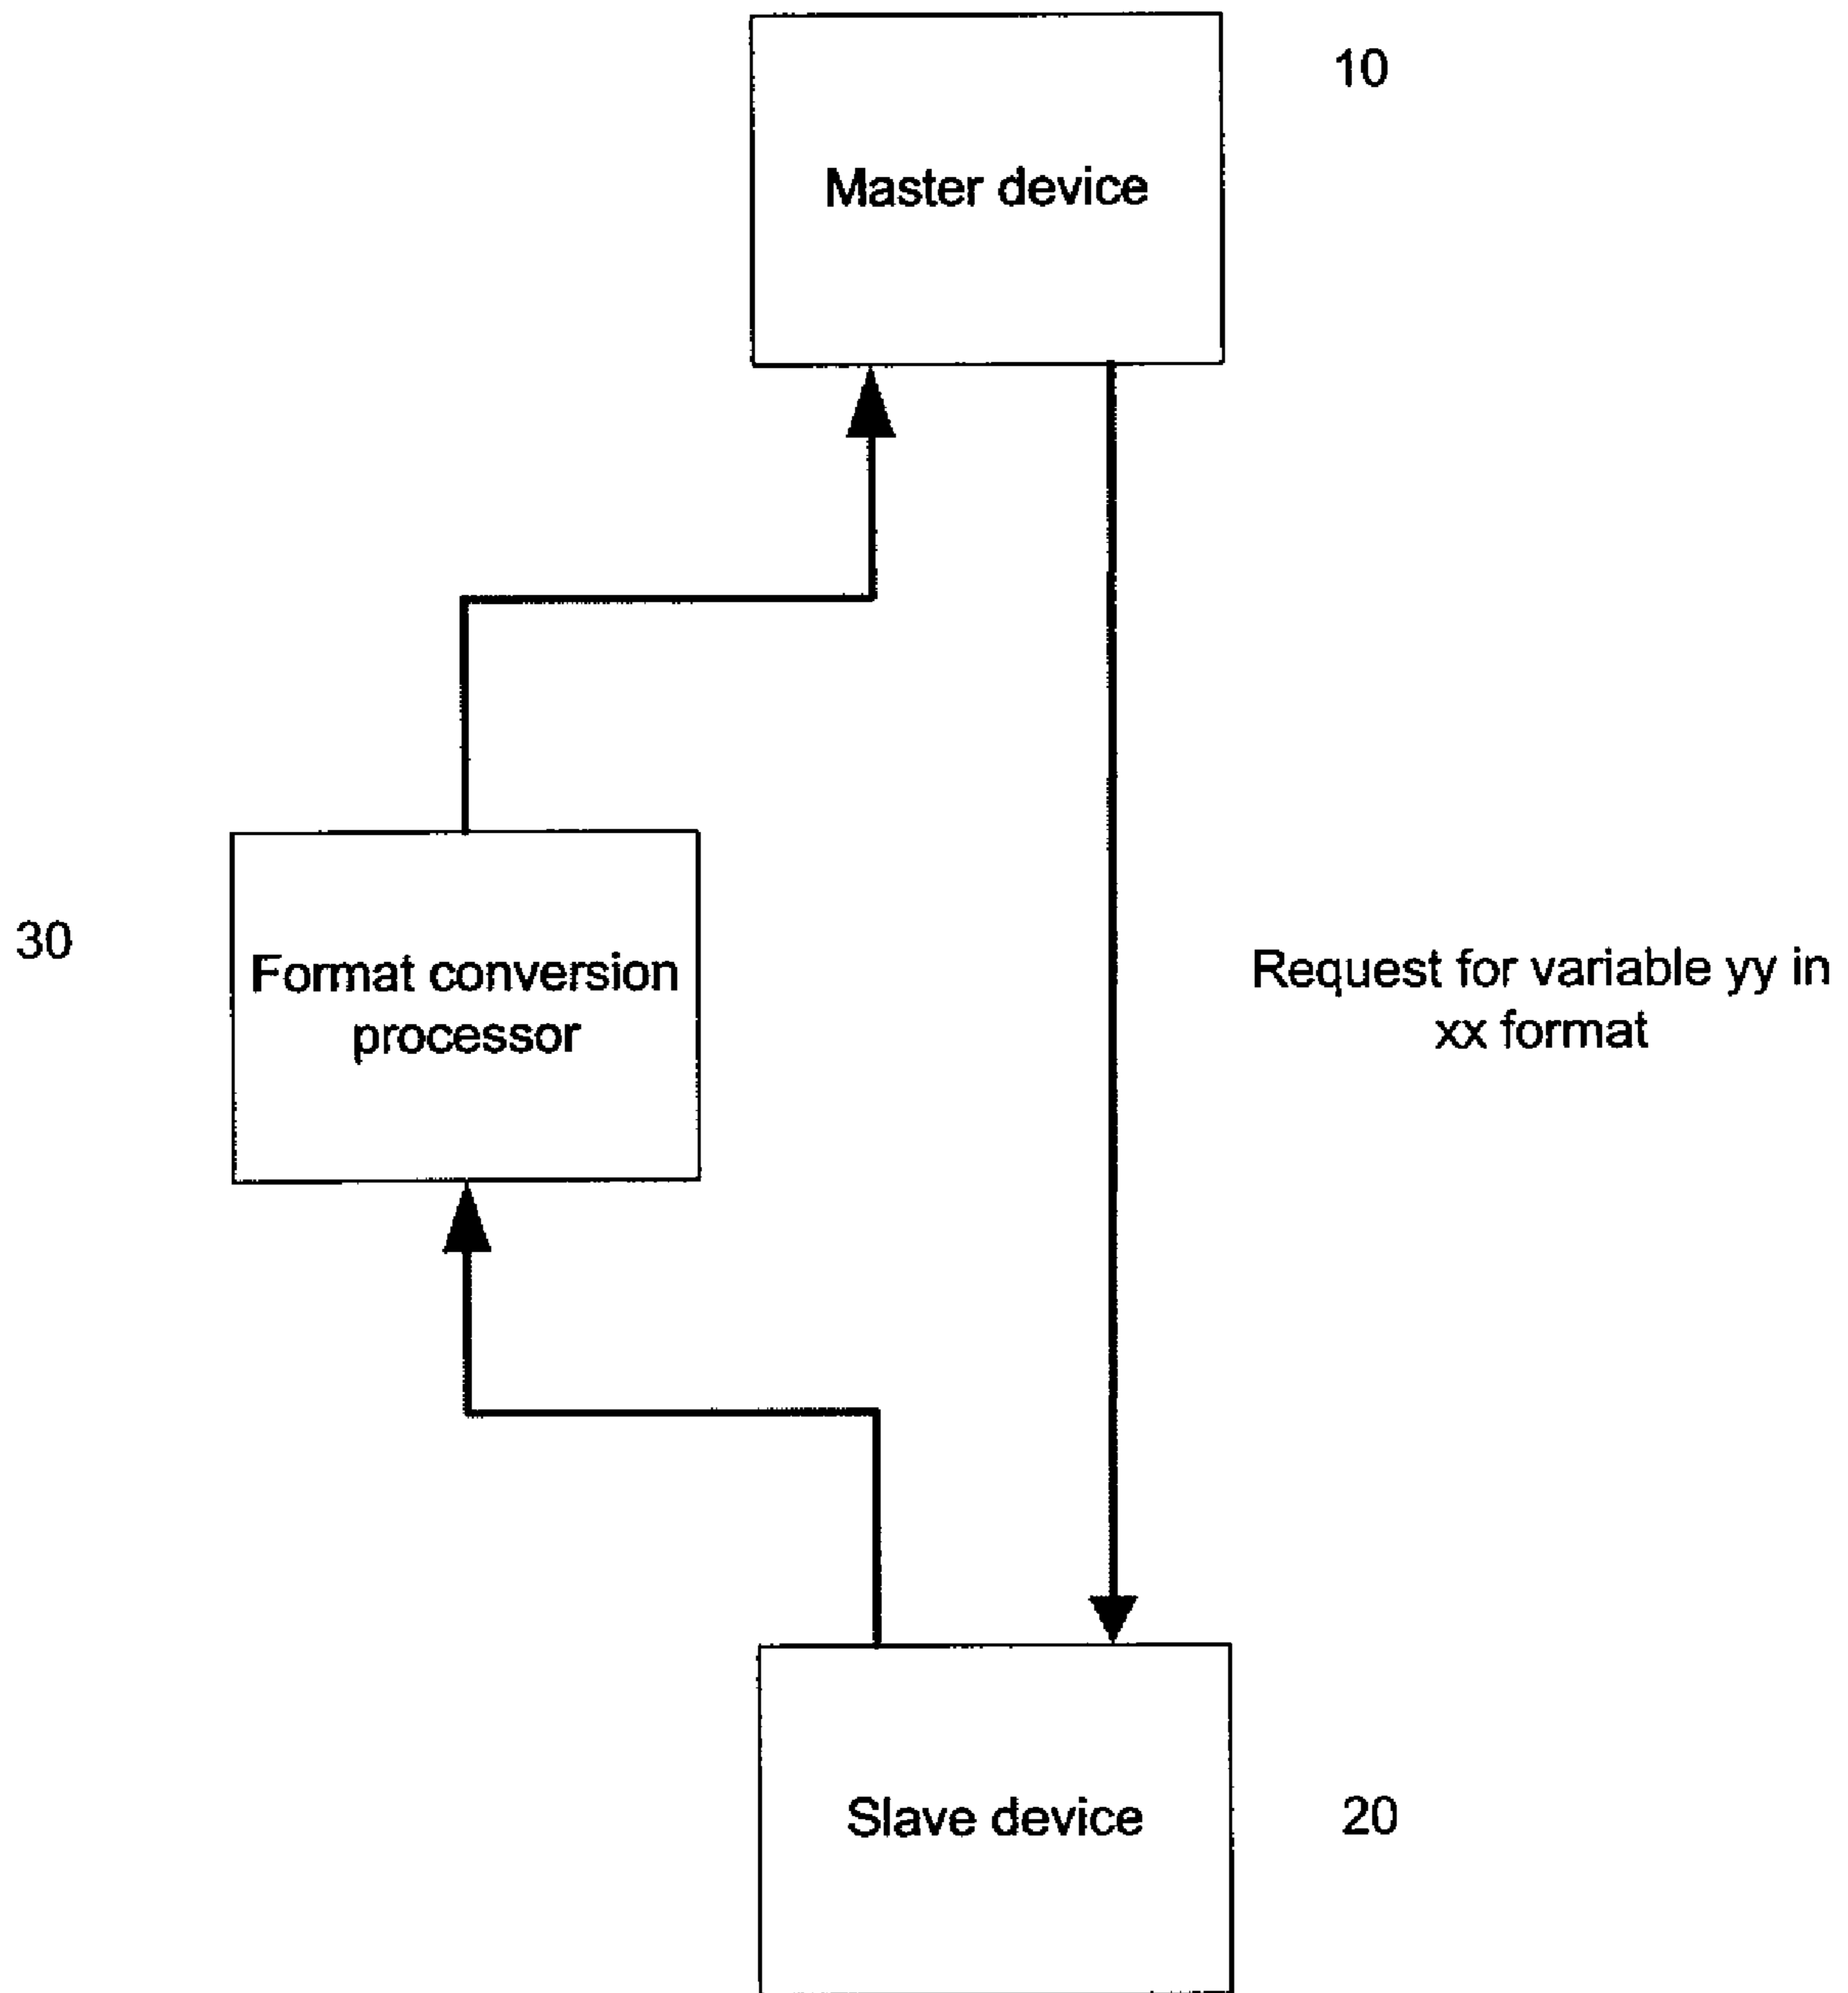 10
Master device
30
Format conversion
processor
Request for variable yy in
xx format
Slave device
20